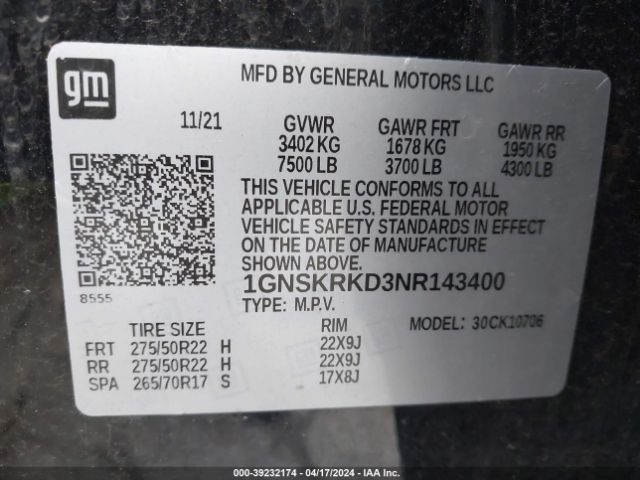 gm
MFD BY GENERAL MOTORS LLC
11/21
GVWR GAWR FRT GAWR RR
3402 KG 1678 KG 1950 KG
7500 LB 3700 LB 4300 LB
THIS VEHICLE CONFORMS TO ALL
APPLICABLE U.S. FEDERAL MOTOR
VEHICLE SAFETY STANDARDS IN EFFECT
ON THE DATE OF MANUFACTURE
SHOWN ABOVE.
8555
1GNSKRKD3NR143400
TYPE: M.P.V.
TIRE SIZE RIM MODEL: 30CK10706
FRT 275/50R22 H 22X9J
RR 275/50R22 H 22X9J
SPA 265/70R17 S 17X8J
000-39232174 - 04/17/2024 - IAA Inc.